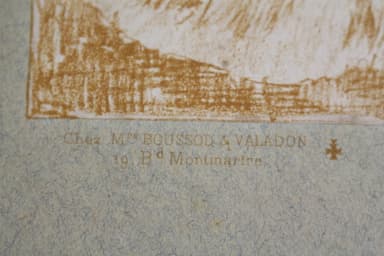 Chez Mrs BOUSSOD & VALADON
19 Bd Montmartre